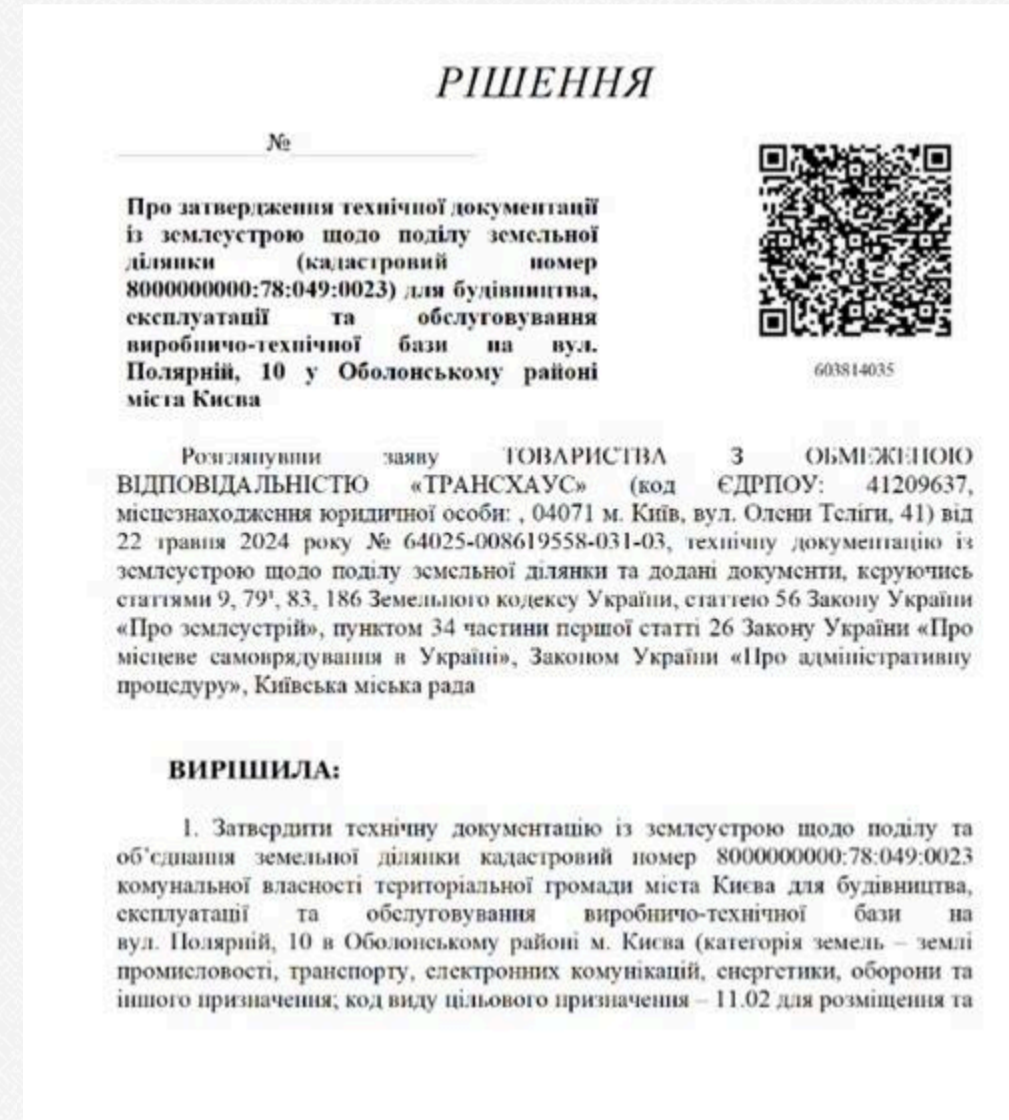 РІШЕННЯ
№
Про затвердження технічної документації
із землеустрою щодо поділу земельної
ділянки (кадастровий номер
8000000000:78:049:0023) для будівництва,
експлуатації та обслуговування
виробничо-технічної бази на вул.
Полярній, 10 у Оболонському районі
міста Києва
603814035
Розглянувши заяву ТОВАРИСТВА З ОБМЕЖЕНОЮ
ВІДПОВІДАЛЬНІСТЮ «ТРАНСХАУС» (код ЄДРПОУ: 41209637,
місцезнаходження юридичної особи: , 04071 м. Київ, вул. Олени Теліги, 41) від
22 травня 2024 року № 64025-008619558-031-03, технічну документацію із
землеустрою щодо поділу земельної ділянки та додані документи, керуючись
статтями 9, 79¹, 83, 186 Земельного кодексу України, статтею 56 Закону України
«Про землеустрій», пунктом 34 частини першої статті 26 Закону України «Про
місцеве самоврядування в Україні», Законом України «Про адміністративну
процедуру», Київська міська рада
ВИРІШИЛА:
1. Затвердити технічну документацію із землеустрою щодо поділу та
об’єднання земельної ділянки кадастровий номер 8000000000:78:049:0023
комунальної власності територіальної громади міста Києва для будівництва,
експлуатації та обслуговування виробничо-технічної бази на
вул. Полярній, 10 в Оболонському районі м. Києва (категорія земель – землі
промисловості, транспорту, електронних комунікацій, енергетики, оборони та
іншого призначення; код виду цільового призначення – 11.02 для розміщення та